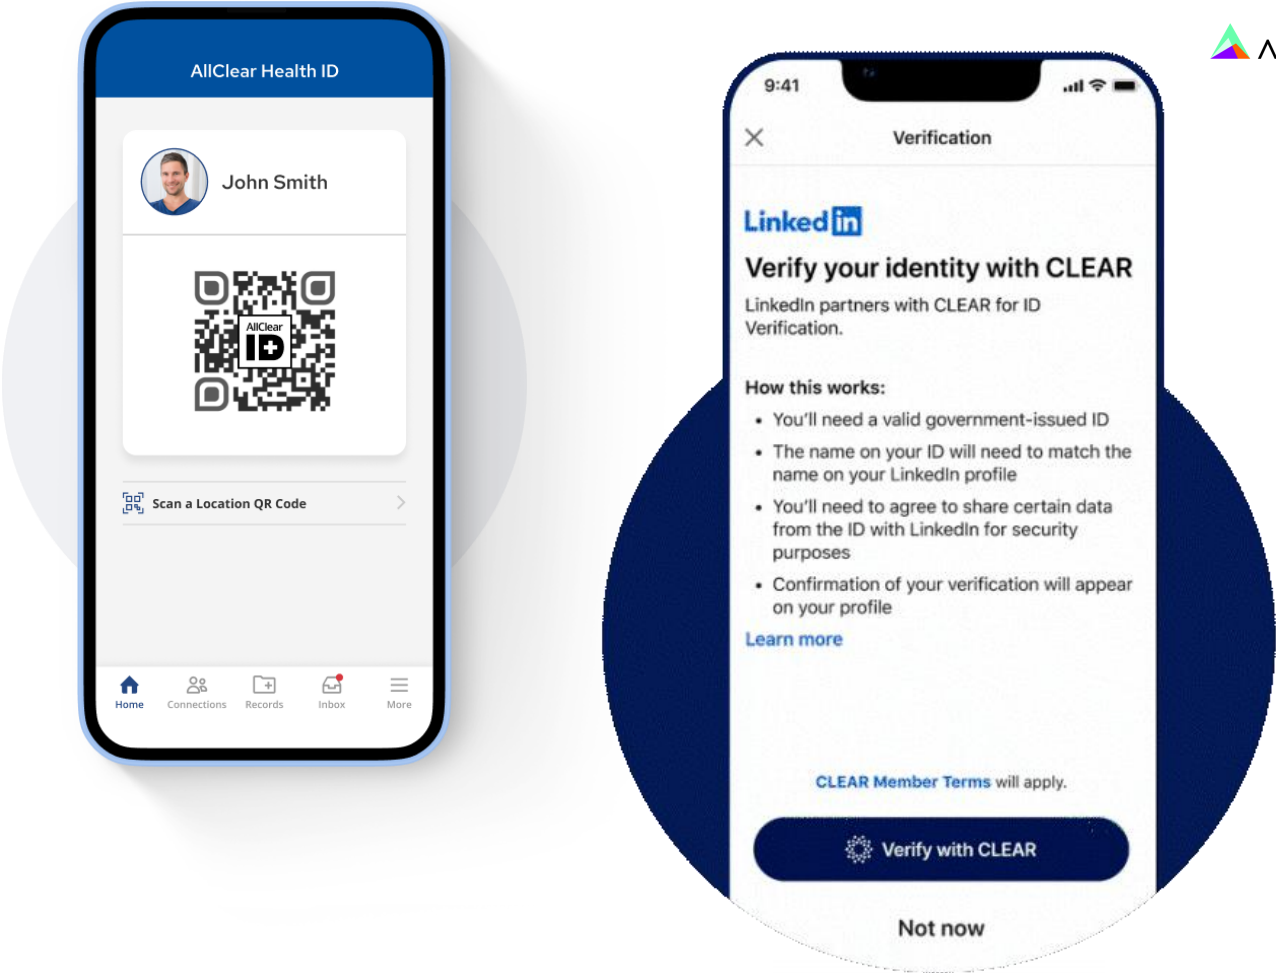 AllClear Health ID
John Smith
AllClear
ID
Scan a Location QR Code
Home
Connections
Records
Inbox
More
9:41
Verification
Linkedin
Verify your identity with CLEAR
LinkedIn partners with CLEAR for ID
Verification.
How this works:
• You'll need a valid government-issued ID
• The name on your ID will need to match the
name on your LinkedIn profile
• You'll need to agree to share certain data
from the ID with LinkedIn for security
purposes
• Confirmation of your verification will appear
on your profile
Learn more
CLEAR Member Terms will apply.
Verify with CLEAR
Not now